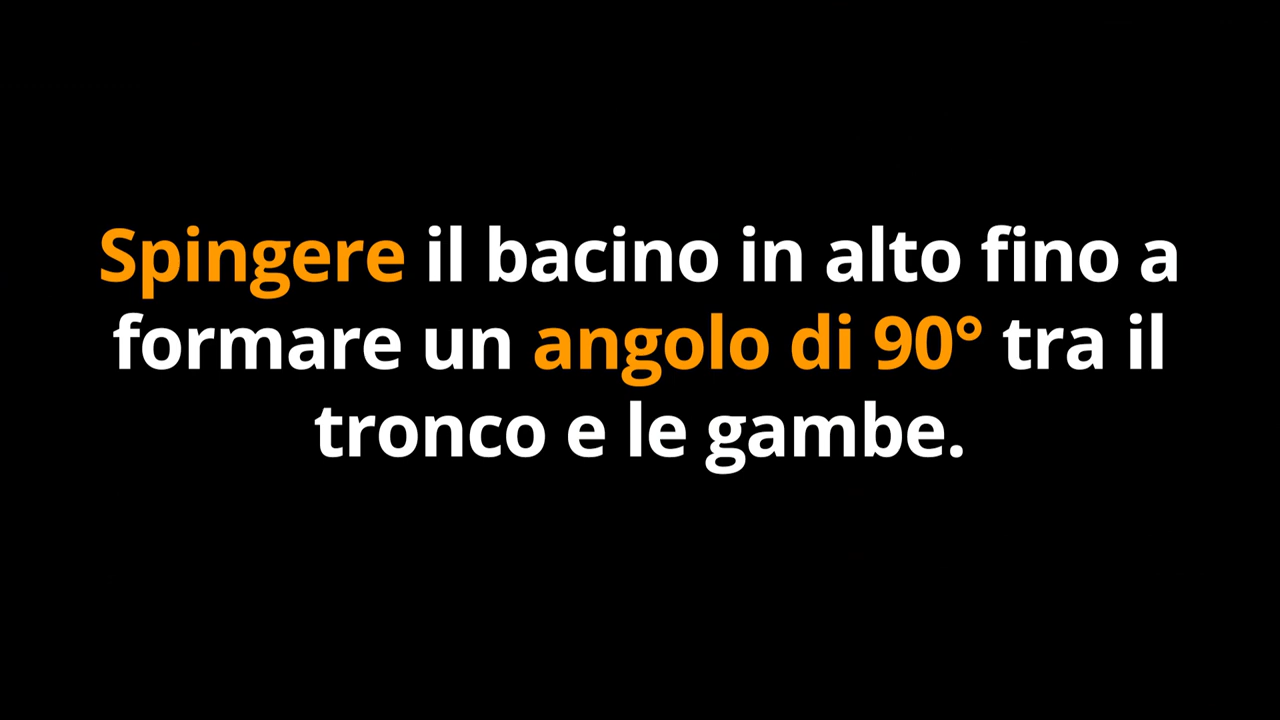 Spingere il bacino in alto fino a
formare un angolo di 90° tra il
tronco e le gambe.